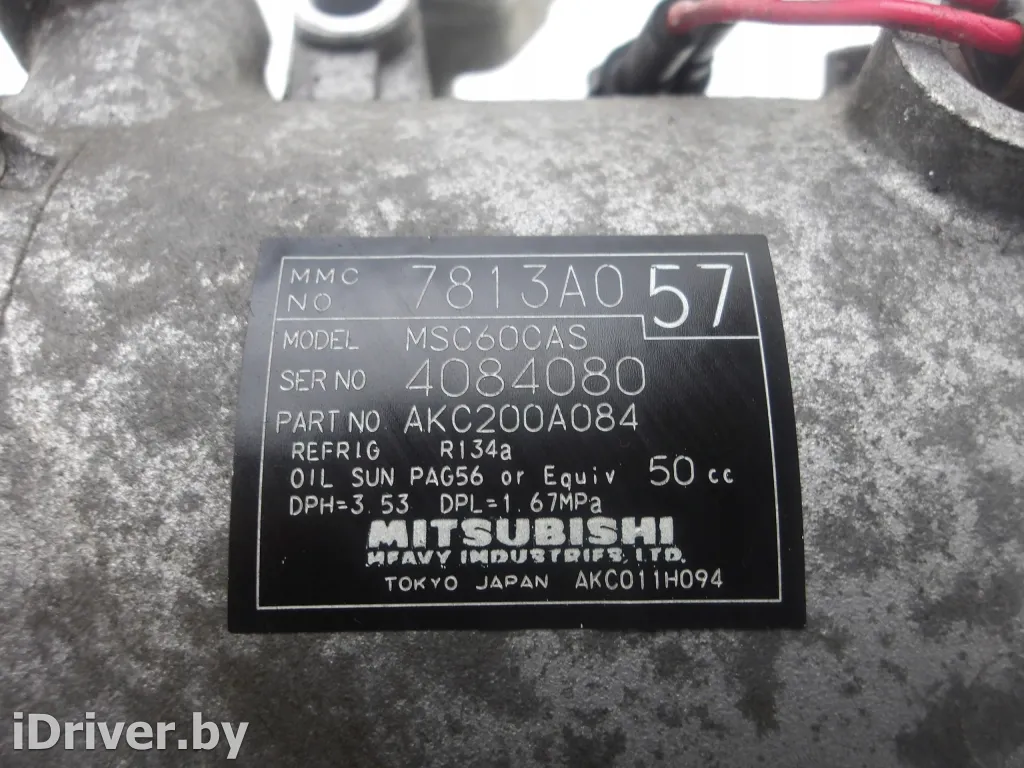 MMC NO 7813A0 57
MODEL MSC60CAS
SER NO 4084080
PART NO. AKC200A084
REFRIG R134a
OIL SUN PAG56 or Equiv 50 cc
DPH=3.53 DPL=1.67MPa
MITSUBISHI
HEAVY INDUSTRIES, LTD.
TOKYO JAPAN AKC011H094
iDriver.by